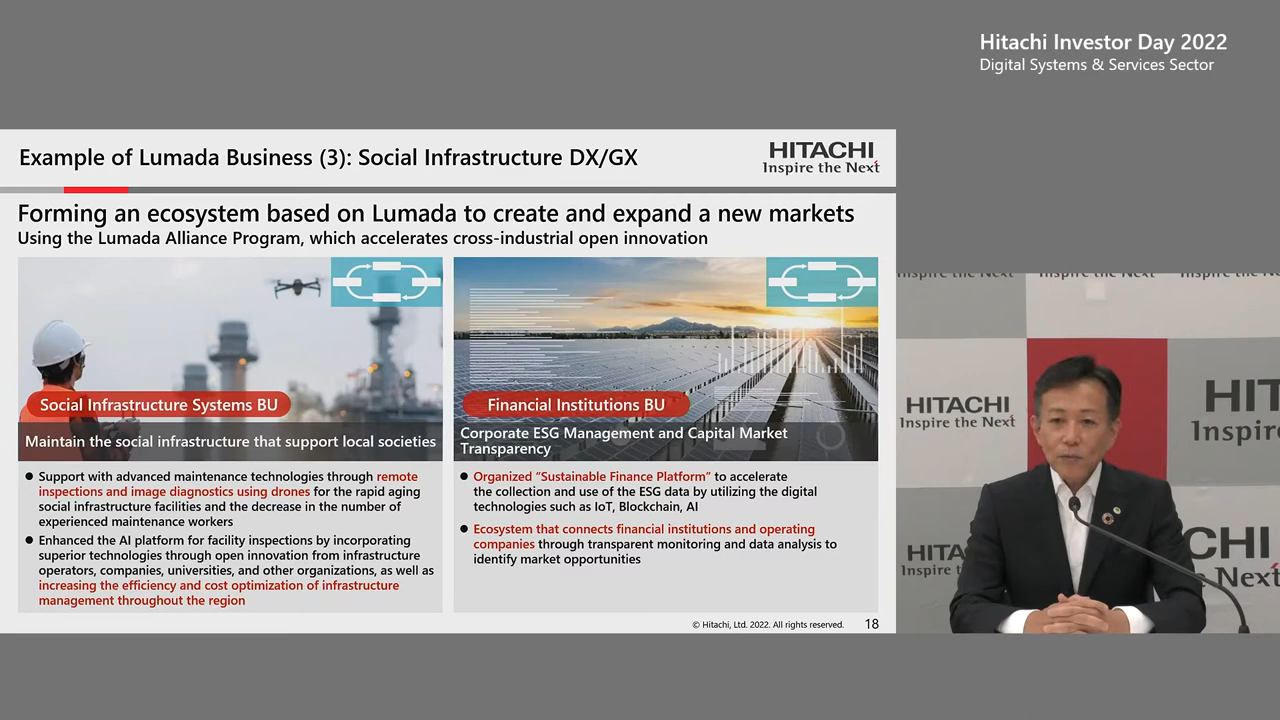 Hitachi Investor Day 2022
Digital Systems & Services Sector
Example of Lumada Business (3): Social Infrastructure DX/GX
HITACHI
Inspire the Next
Forming an ecosystem based on Lumada to create and expand a new markets
Using the Lumada Alliance Program, which accelerates cross-industrial open innovation
Social Infrastructure Systems BU
Maintain the social infrastructure that support local societies
● Support with advanced maintenance technologies through remote
inspections and image diagnostics using drones for the rapid aging
social infrastructure facilities and the decrease in the number of
experienced maintenance workers
● Enhanced the AI platform for facility inspections by incorporating
superior technologies through open innovation from infrastructure
operators, companies, universities, and other organizations, as well as
increasing the efficiency and cost optimization of infrastructure
management throughout the region
Financial Institutions BU
Corporate ESG Management and Capital Market
Transparency
● Organized “Sustainable Finance Platform” to accelerate
the collection and use of the ESG data by utilizing the digital
technologies such as IoT, Blockchain, AI
● Ecosystem that connects financial institutions and operating
companies through transparent monitoring and data analysis to
identify market opportunities
© Hitachi, Ltd. 2022. All rights reserved. 18
Inspire the Next
Inspire the Next
Inspire the Next
HITACHI
Inspire the Next
HIT
Inspire
HITA
Inspire t
CHI
e Next